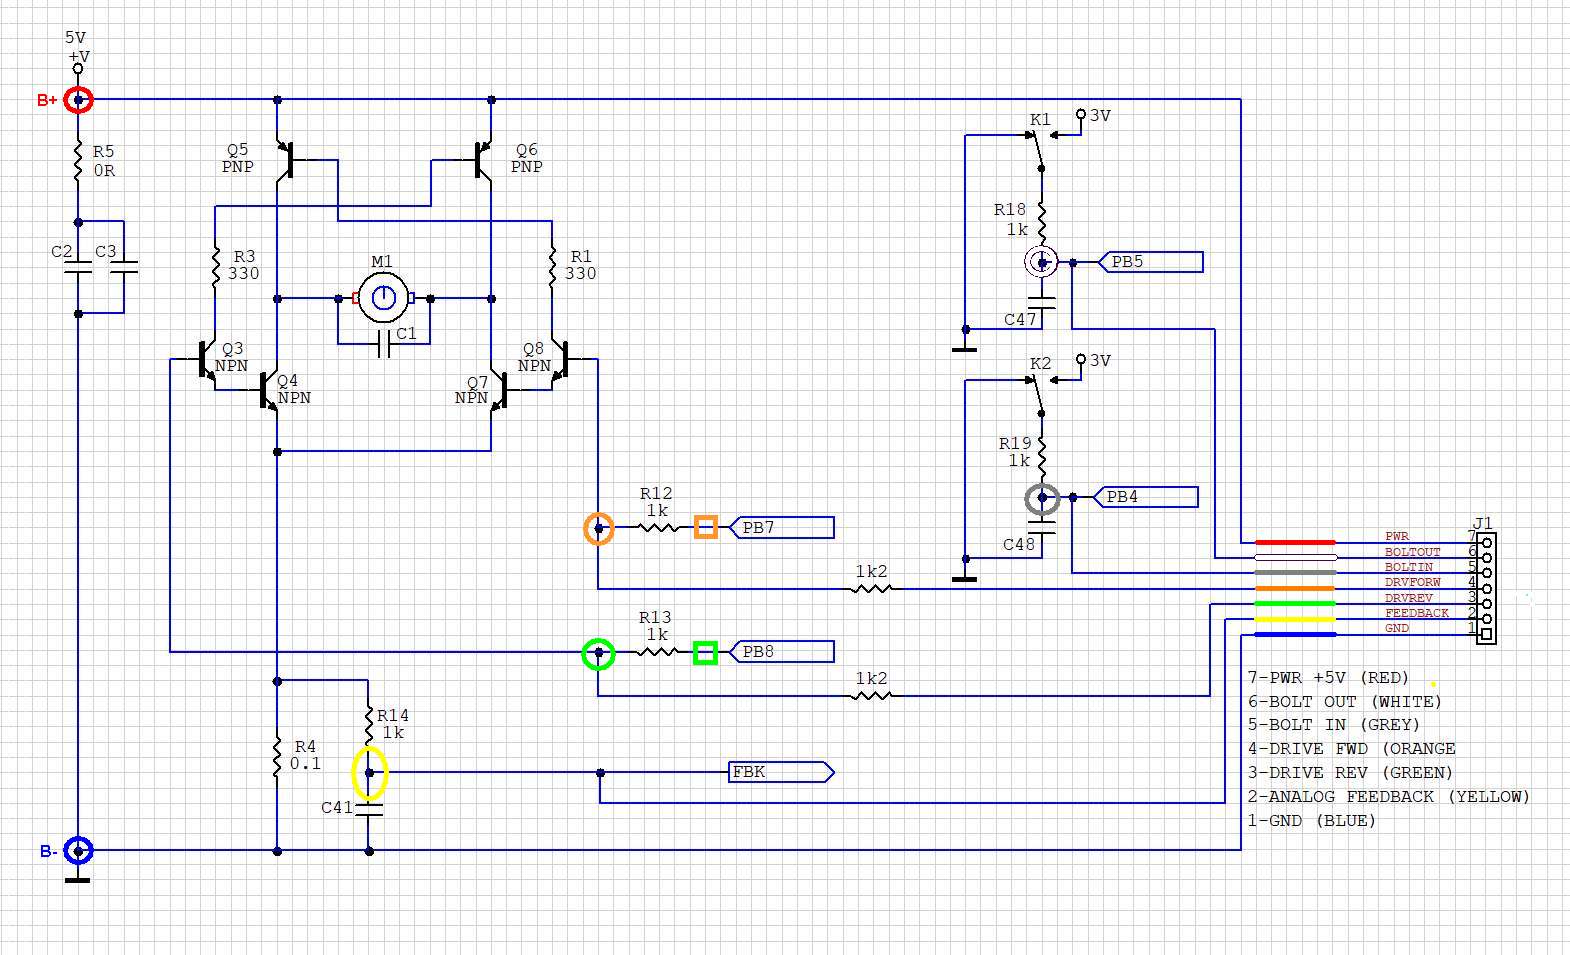 5V
+V
B+
R5
0R
C2
C3
Q5
PNP
Q6
PNP
R3
330
M1
C1
R1
330
Q3
NPN
Q4
NPN
Q8
NPN
Q7
NPN
K1
3V
R18
1k
PB5
C47
K2
3V
R19
1k
PB4
C48
R12
1k
PB7
1k2
R13
1k
PB8
1k2
R14
1k
R4
0.1
C41
FBK
B-
J1
PWR 7
BOLTOUT 6
BOLTIN 5
DRVFORW 4
DRVREV 3
FEEDBACK 2
GND 1
7-PWR +5V (RED)
6-BOLT OUT (WHITE)
5-BOLT IN (GREY)
4-DRIVE FWD (ORANGE
3-DRIVE REV (GREEN)
2-ANALOG FEEDBACK (YELLOW)
1-GND (BLUE)